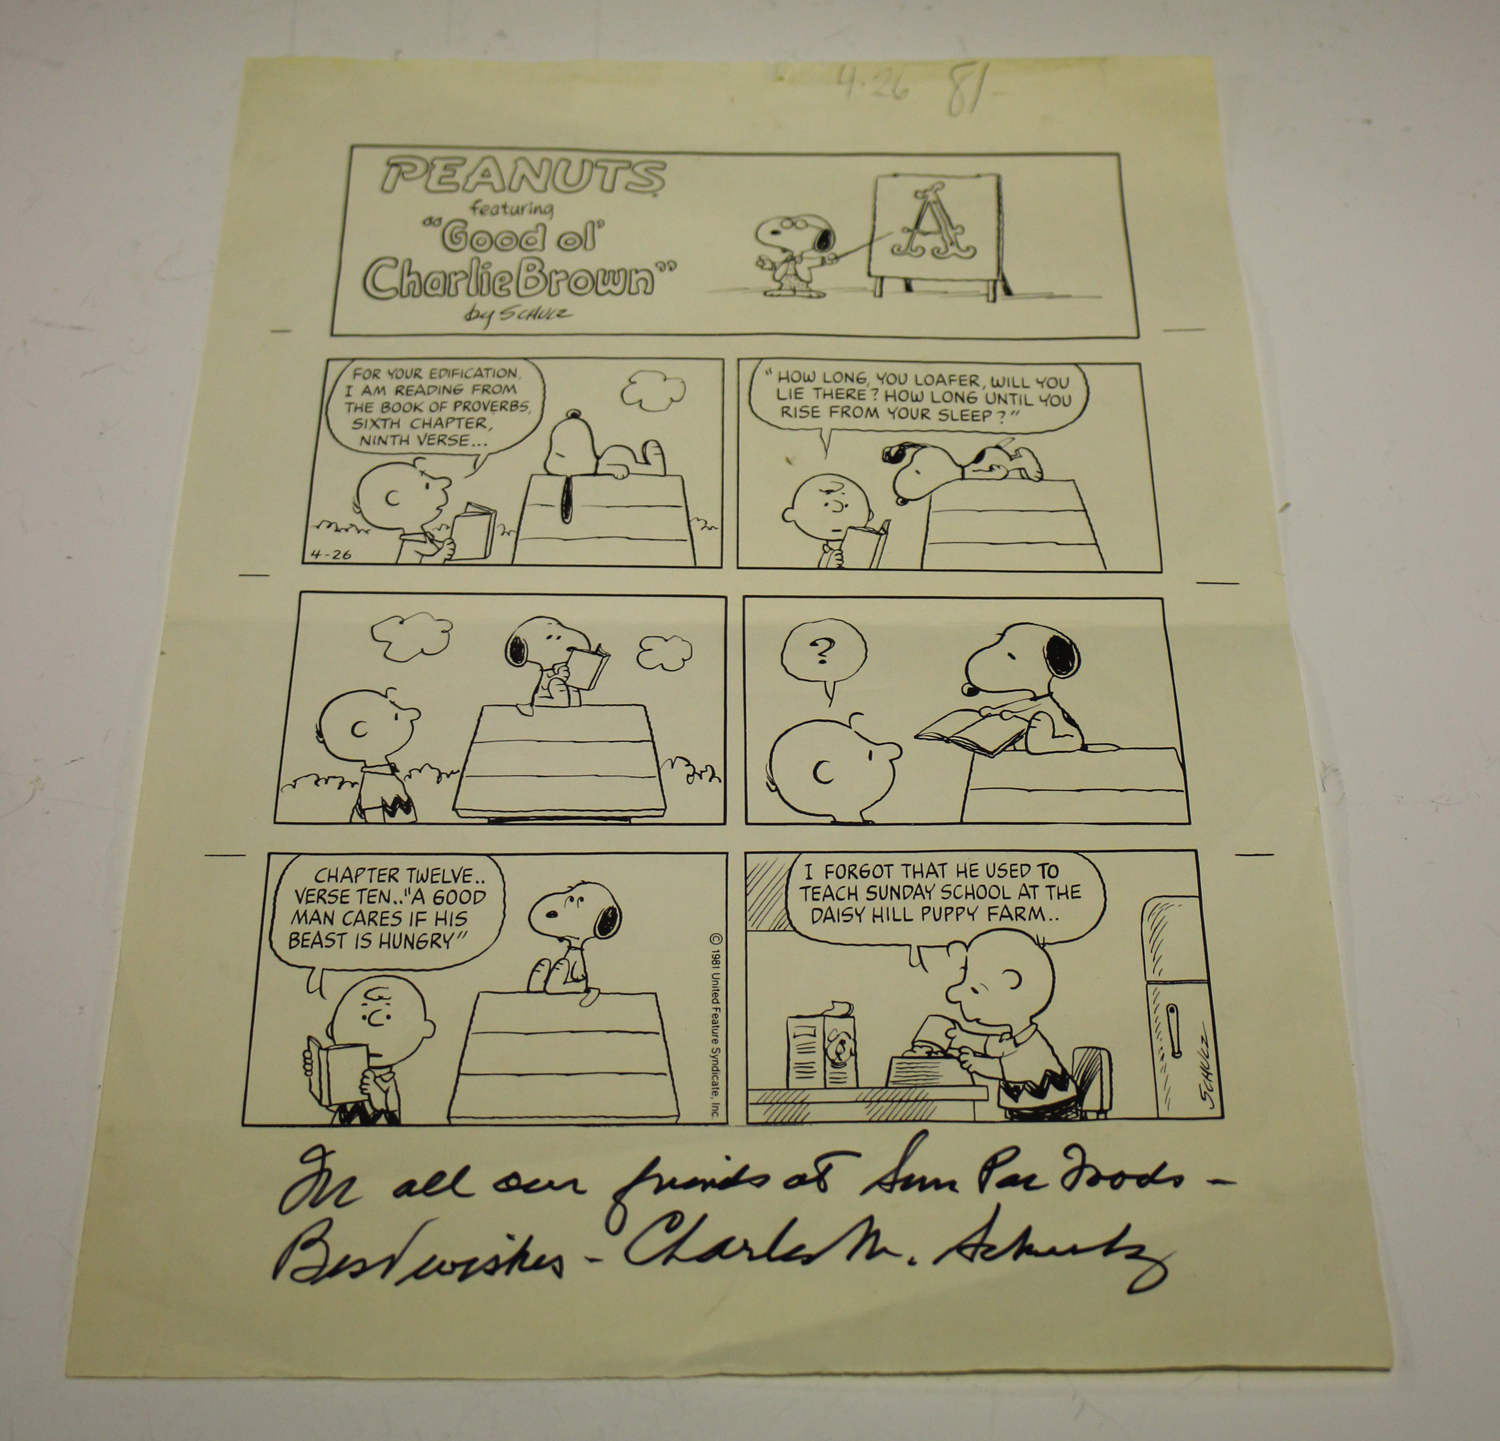 4-26 81-
PEANUTS
featuring
"Good ol'
Charlie Brown"
by SCHULZ
A
FOR YOUR EDIFICATION,
I AM READING FROM
THE BOOK OF PROVERBS,
SIXTH CHAPTER,
NINTH VERSE...
4-26
"HOW LONG, YOU LOAFER, WILL YOU
LIE THERE? HOW LONG UNTIL YOU
RISE FROM YOUR SLEEP?"
?
CHAPTER TWELVE..
VERSE TEN.."A GOOD
MAN CARES IF HIS
BEAST IS HUNGRY"
© 1981 United Feature Syndicate, Inc.
I FORGOT THAT HE USED TO
TEACH SUNDAY SCHOOL AT THE
DAISY HILL PUPPY FARM..
SCHULZ
For all our friends at Sun Pac Foods -
Best wishes - Charles M. Schulz